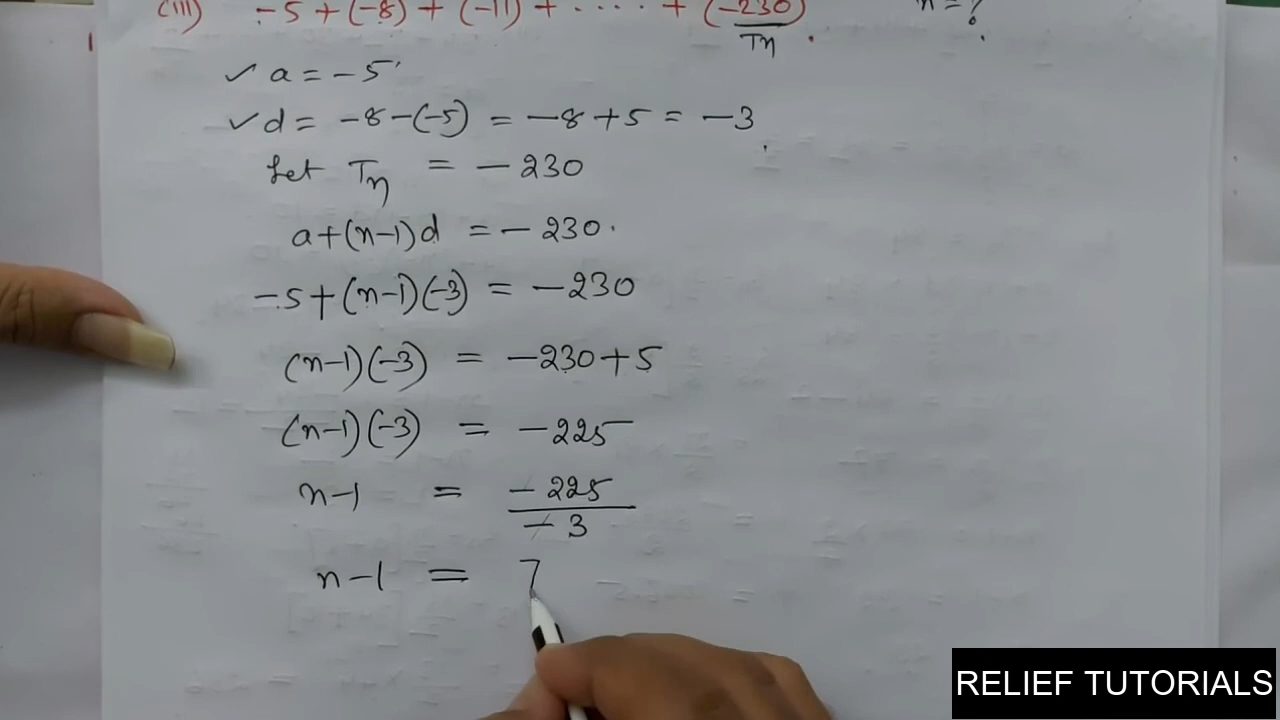 (iii) -5 + (-8) + (-11) + ..... + (-230) n = ?
Tn .
✓ a = -5
✓ d = -8-(-5) = -8+5 = -3
Let Tn = -230
a+(n-1)d = -230.
-5+(n-1)(-3) = -230
(n-1)(-3) = -230+5
(n-1)(-3) = -225
n-1 = -225
-3
n-1 = 7
RELIEF TUTORIALS